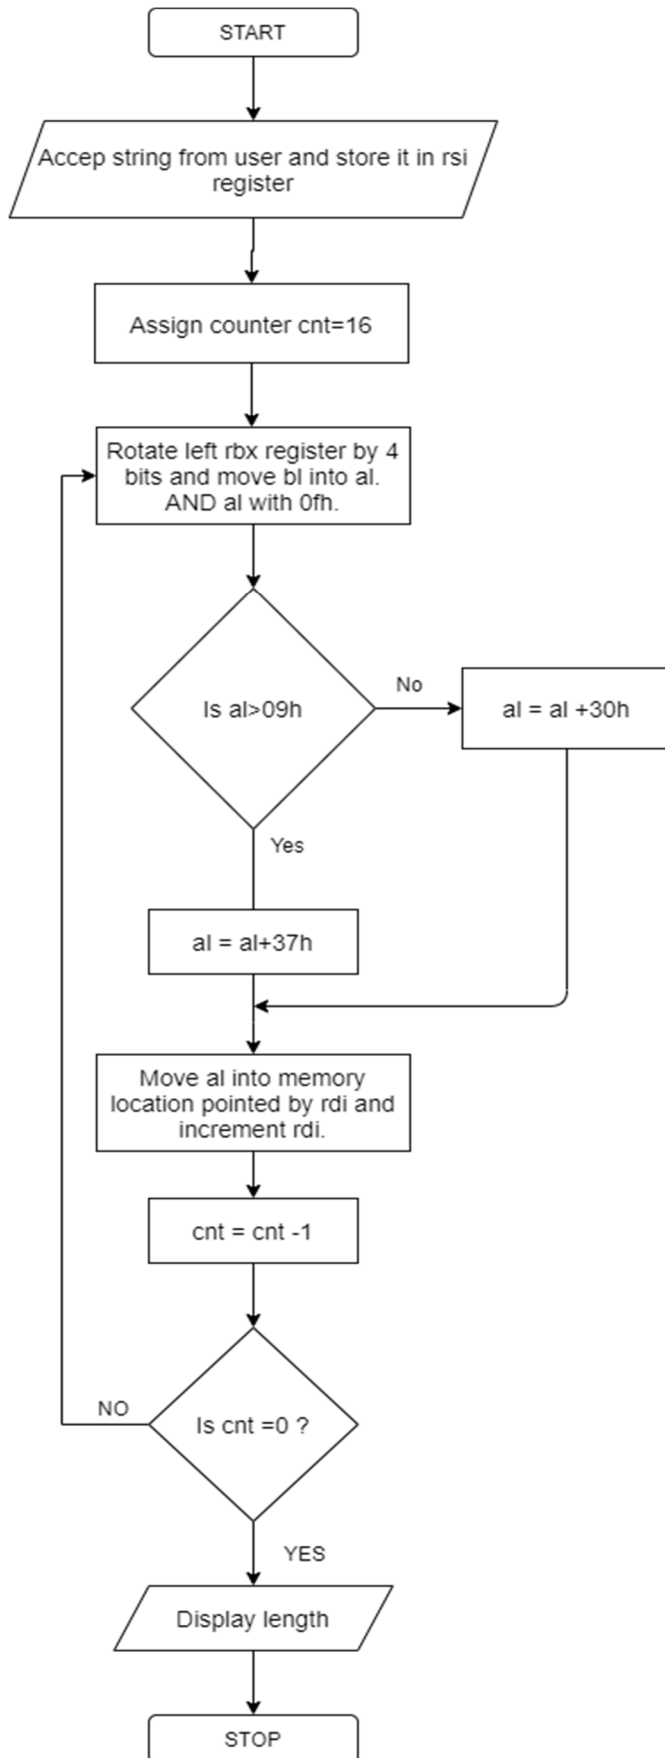 START
Accep string from user and store it in rsi
register
Assign counter cnt=16
Rotate left rbx register by 4
bits and move bl into al.
AND al with 0fh.
Is al>09h
No
al = al +30h
Yes
al = al+37h
Move al into memory
location pointed by rdi and
increment rdi.
cnt = cnt -1
NO
Is cnt =0 ?
YES
Display length
STOP